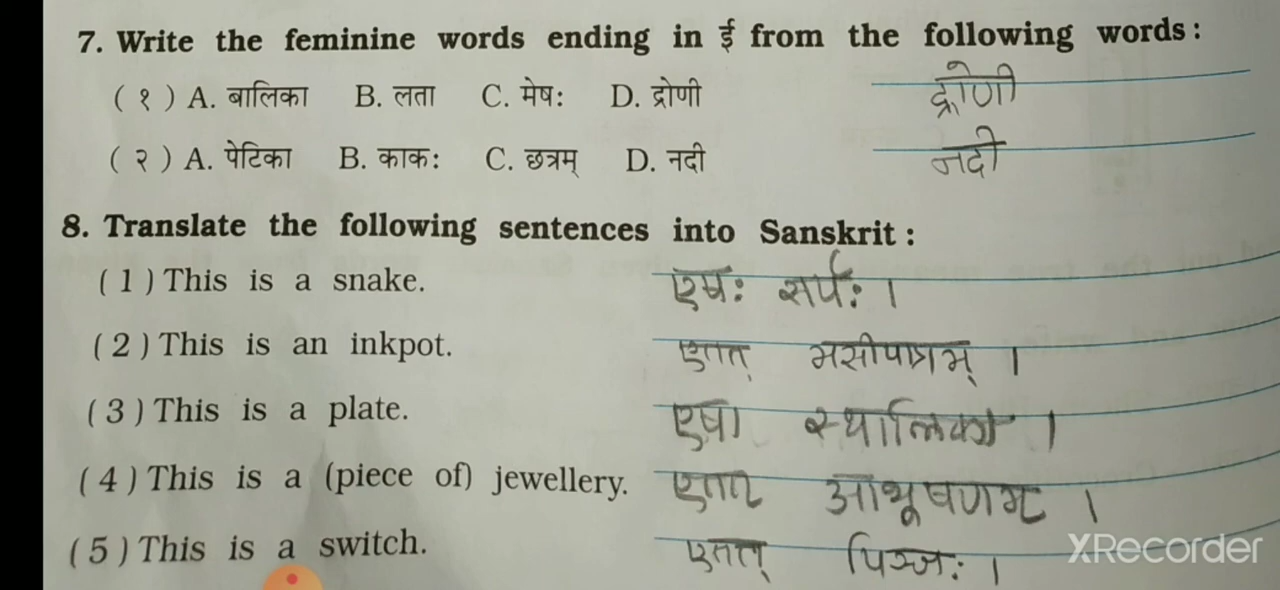 7. Write the feminine words ending in ई from the following words:
( १ ) A. बालिका B. लता C. मेषः D. द्रोणी द्रोणी
( २ ) A. पेटिका B. काकः C. छत्रम् D. नदी नदी
8. Translate the following sentences into Sanskrit :
( 1 ) This is a snake. एषः सर्पः ।
( 2 ) This is an inkpot. एतत् मसीपात्रम् ।
( 3 ) This is a plate. एषा स्थालिका ।
( 4 ) This is a (piece of) jewellery. एतत् आभूषणम् ।
( 5 ) This is a switch. एतत् पिञ्जः ।
XRecorder